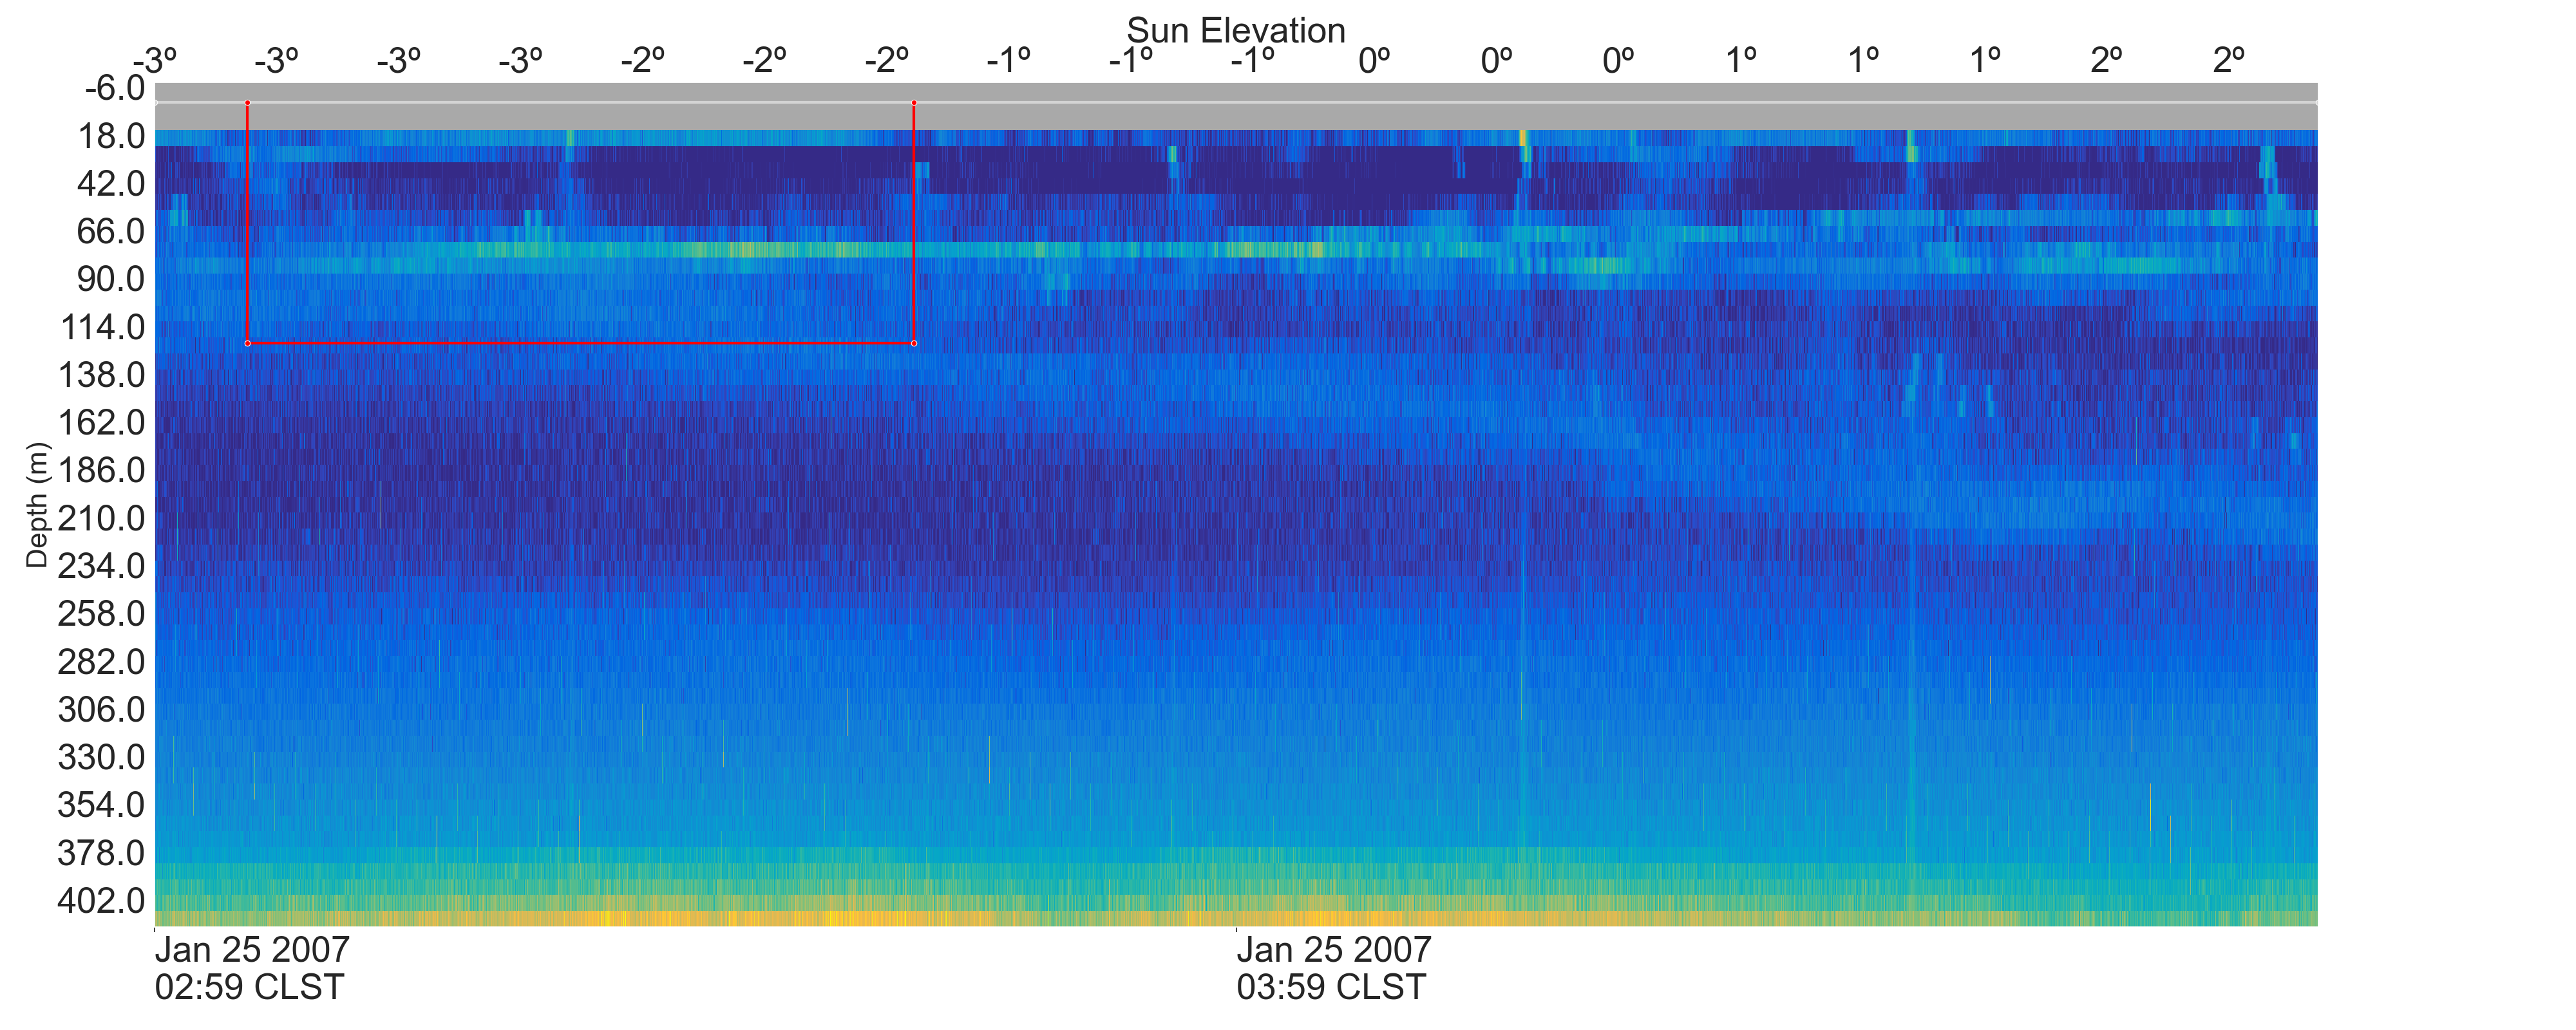 Sun Elevation
-3º -3º -3º -3º -2º -2º -2º -1º -1º -1º 0º 0º 0º 1º 1º 1º 2º 2º
-6.0
18.0
42.0
66.0
90.0
114.0
138.0
162.0
186.0
210.0
234.0
258.0
282.0
306.0
330.0
354.0
378.0
402.0
Depth (m)
Jan 25 2007
02:59 CLST
Jan 25 2007
03:59 CLST